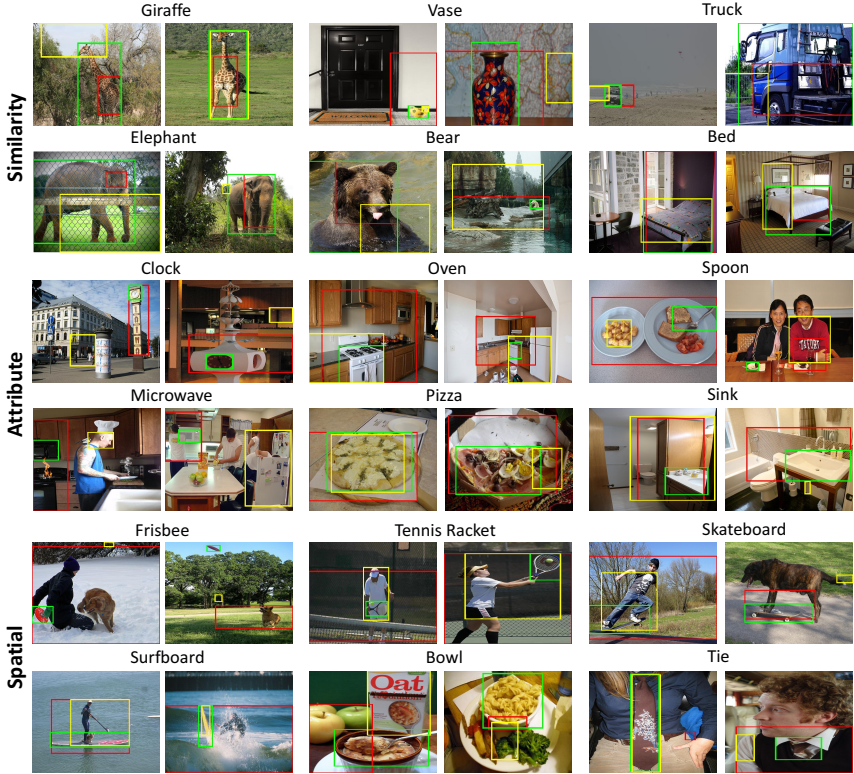 Giraffe
Vase
Truck
Similarity
Elephant
Bear
Bed
Clock
Oven
Spoon
Attribute
Microwave
Pizza
Sink
Frisbee
Tennis Racket
Skateboard
Spatial
Surfboard
Bowl
Tie
Oat